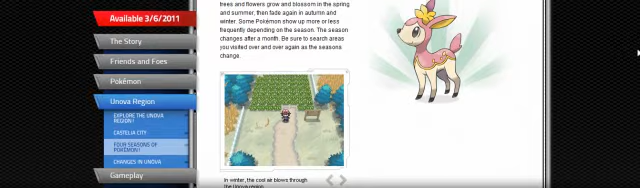 Available 3/6/2011
The Story
Friends and Foes
Pokémon
Unova Region
EXPLORE THE UNOVA
REGION!
CASTELIA CITY
FOUR SEASONS OF
POKÉMON!
CHANGES IN UNOVA
Gameplay
trees and flowers grow and blossom in the spring
and summer, then fade again in autumn and
winter. Some Pokémon show up more or less
frequently depending on the season. The season
changes after a month. Be sure to search areas
you visited over and over again as the seasons
change.
In winter, the cool air blows through
the Unova region